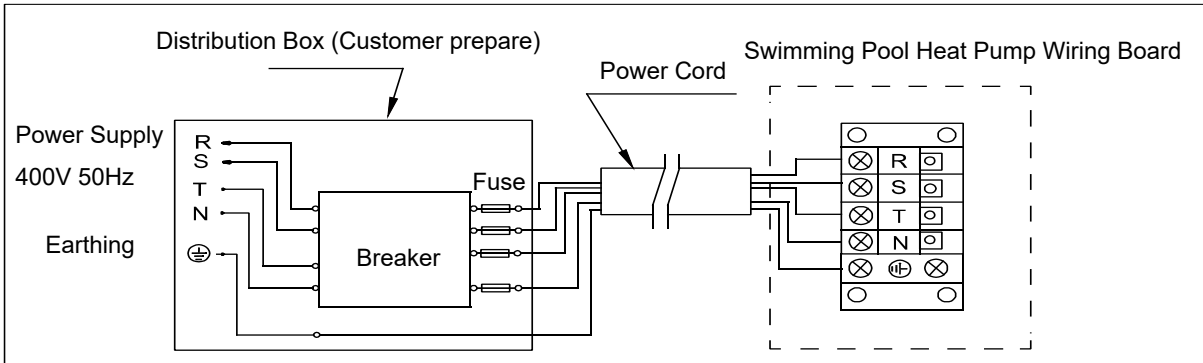 Distribution Box (Customer prepare)
Swimming Pool Heat Pump Wiring Board
Power Cord
Power Supply
400V 50Hz
Earthing
R
S
T
N
Fuse
Breaker
R
S
T
N